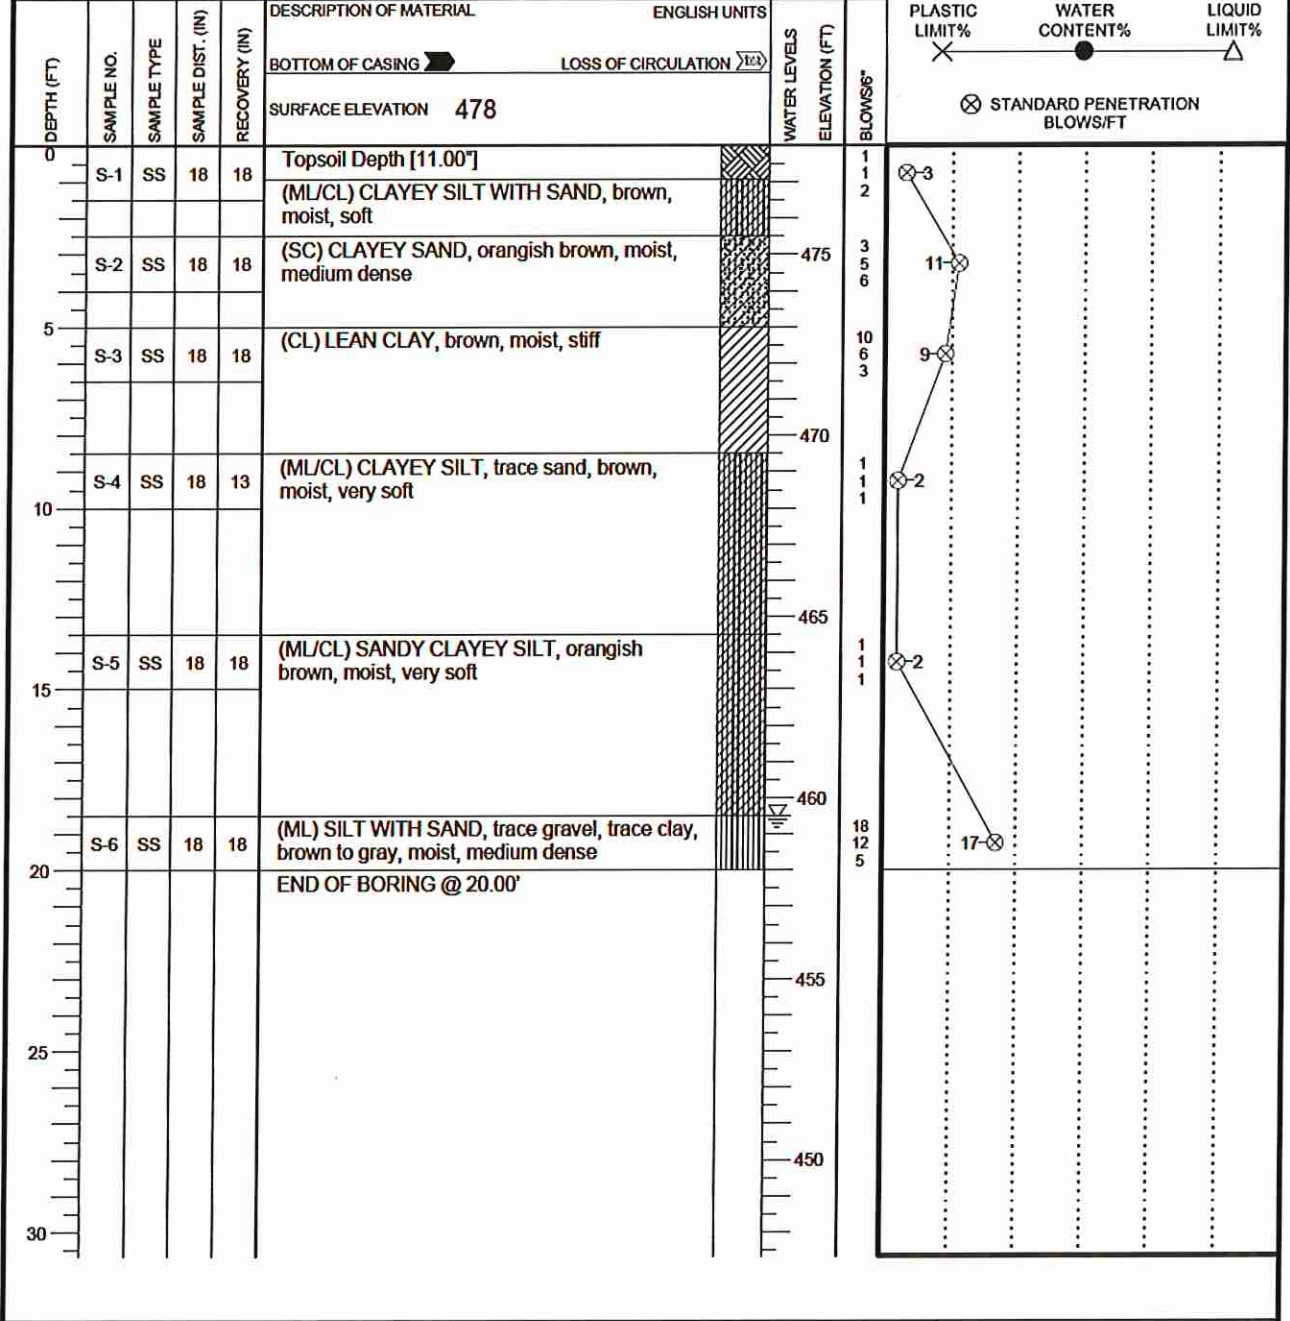 DEPTH (FT)
SAMPLE NO.
SAMPLE TYPE
SAMPLE DIST. (IN)
RECOVERY (IN)
DESCRIPTION OF MATERIAL ENGLISH UNITS
BOTTOM OF CASING LOSS OF CIRCULATION
SURFACE ELEVATION 478
WATER LEVELS
ELEVATION (FT)
BLOWS/6"
PLASTIC WATER LIQUID
LIMIT% CONTENT% LIMIT%
STANDARD PENETRATION
BLOWS/FT
0
S-1 SS 18 18
Topsoil Depth [11.00"]
(ML/CL) CLAYEY SILT WITH SAND, brown,
moist, soft
1
1
2
3
S-2 SS 18 18
(SC) CLAYEY SAND, orangish brown, moist,
medium dense
475
3
5
6
11
5
S-3 SS 18 18
(CL) LEAN CLAY, brown, moist, stiff
10
6
3
9
470
S-4 SS 18 13
(ML/CL) CLAYEY SILT, trace sand, brown,
moist, very soft
1
1
1
2
10
465
S-5 SS 18 18
(ML/CL) SANDY CLAYEY SILT, orangish
brown, moist, very soft
1
1
1
2
15
460
S-6 SS 18 18
(ML) SILT WITH SAND, trace gravel, trace clay,
brown to gray, moist, medium dense
18
12
5
17
20
END OF BORING @ 20.00'
455
25
450
30